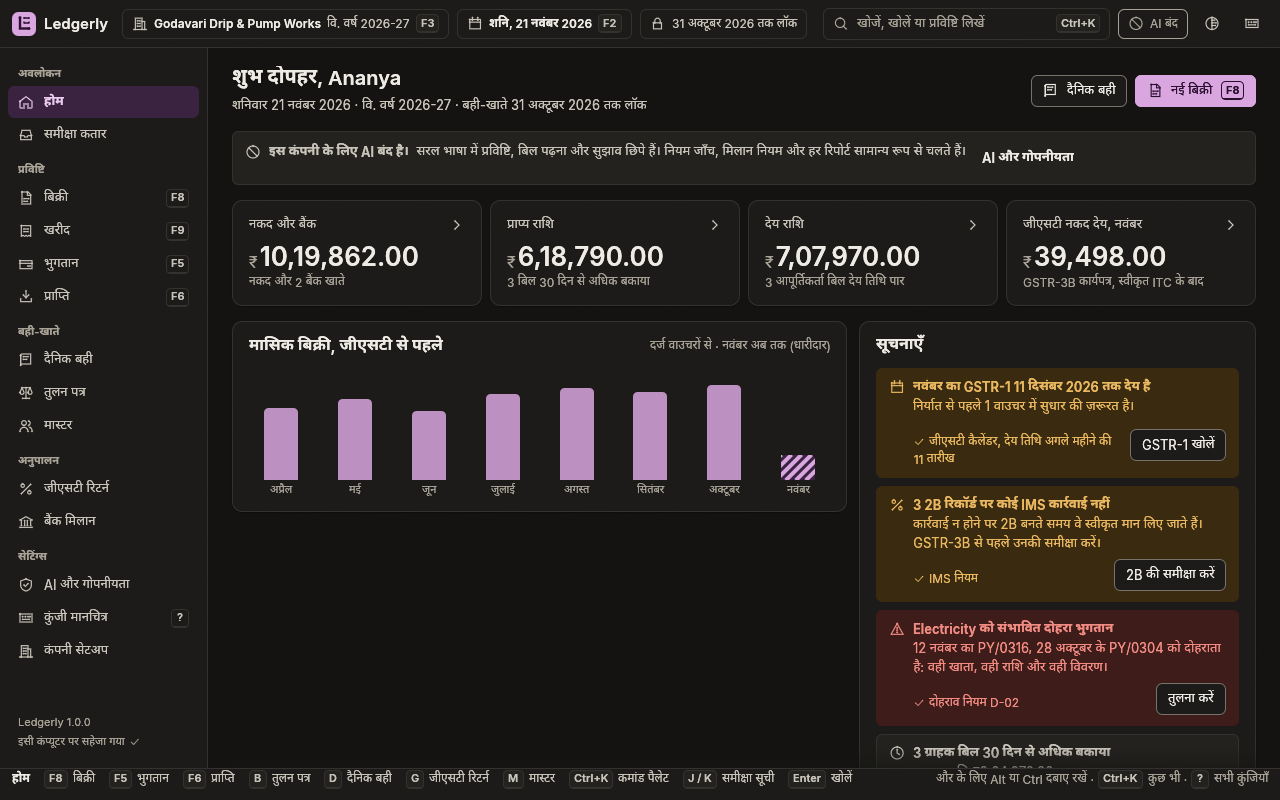 Ledgerly
Godavari Drip & Pump Works वि. वर्ष 2026-27 F3
शनि, 21 नवंबर 2026 F2
31 अक्टूबर 2026 तक लॉक
खोजें, खोलें या प्रविष्टि लिखें Ctrl+K
AI बंद
अवलोकन
होम
समीक्षा कतार
प्रविष्टि
बिक्री F8
खरीद F9
भुगतान F5
प्राप्ति F6
बही-खाते
दैनिक बही
तुलन पत्र
मास्टर
अनुपालन
जीएसटी रिटर्न
बैंक मिलान
सेटिंग्स
AI और गोपनीयता
कुंजी मानचित्र ?
कंपनी सेटअप
Ledgerly 1.0.0
इसी कंप्यूटर पर सहेजा गया ✓
शुभ दोपहर, Ananya
शनिवार 21 नवंबर 2026 · वि. वर्ष 2026-27 · बही-खाते 31 अक्टूबर 2026 तक लॉक
दैनिक बही
नई बिक्री F8
इस कंपनी के लिए AI बंद है। सरल भाषा में प्रविष्टि, बिल पढ़ना और सुझाव छिपे हैं। नियम जाँच, मिलान नियम और हर रिपोर्ट सामान्य रूप से चलते हैं।
AI और गोपनीयता
नकद और बैंक
₹10,19,862.00
नकद और 2 बैंक खाते
प्राप्य राशि
₹6,18,790.00
3 बिल 30 दिन से अधिक बकाया
देय राशि
₹7,07,970.00
3 आपूर्तिकर्ता बिल देय तिथि पार
जीएसटी नकद देय, नवंबर
₹39,498.00
GSTR-3B कार्यपत्र, स्वीकृत ITC के बाद
मासिक बिक्री, जीएसटी से पहले
दर्ज वाउचरों से · नवंबर अब तक (धारीदार)
अप्रैल मई जून जुलाई अगस्त सितंबर अक्टूबर नवंबर
सूचनाएँ
नवंबर का GSTR-1 11 दिसंबर 2026 तक देय है
निर्यात से पहले 1 वाउचर में सुधार की ज़रूरत है।
✓ जीएसटी कैलेंडर, देय तिथि अगले महीने की
11 तारीख
GSTR-1 खोलें
3 2B रिकॉर्ड पर कोई IMS कार्रवाई नहीं
कार्रवाई न होने पर 2B बनते समय वे स्वीकृत मान लिए जाते हैं।
GSTR-3B से पहले उनकी समीक्षा करें।
✓ IMS नियम
2B की समीक्षा करें
Electricity को संभावित दोहरा भुगतान
12 नवंबर का PY/0316, 28 अक्टूबर के PY/0304 को दोहराता
है: वही खाता, वही राशि और वही विवरण।
✓ दोहराव नियम D-02
तुलना करें
3 ग्राहक बिल 30 दिन से अधिक बकाया
होम F8 बिक्री F5 भुगतान F6 प्राप्ति B तुलन पत्र D दैनिक बही G जीएसटी रिटर्न M मास्टर Ctrl+K कमांड पैलेट J / K समीक्षा सूची Enter खोलें
और के लिए Alt या Ctrl दबाए रखें · Ctrl+K कुछ भी · ? सभी कुंजियाँ